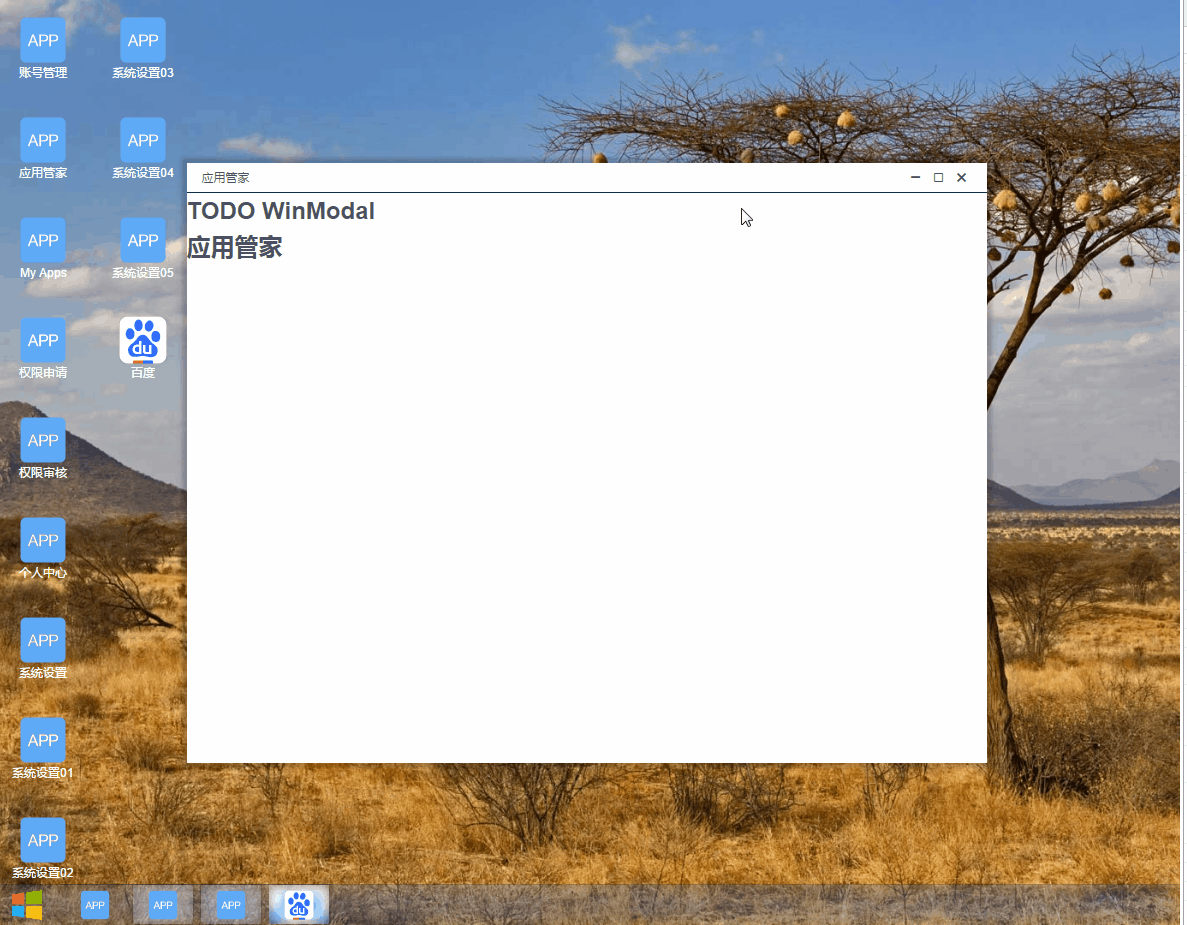 APP
账号管理
APP
应用管家
APP
My Apps
APP
权限申请
APP
权限审核
APP
个人中心
APP
系统设置
APP
系统设置01
APP
系统设置02
APP
系统设置03
APP
系统设置04
APP
系统设置05
du
百度
应用管家
TODO WinModal
应用管家
APP
APP
APP
du